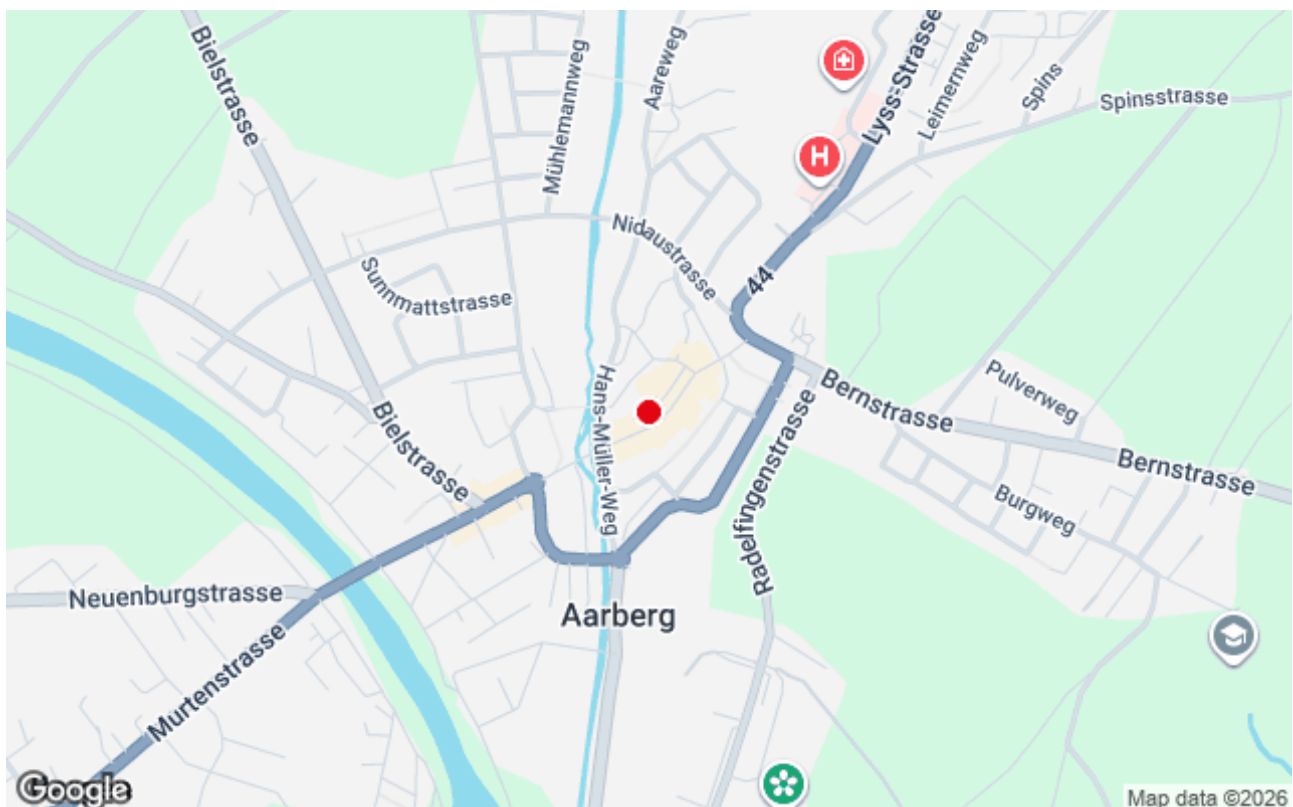 Bielstrasse
Mühlemannweg
Aareweg
Lyss-Strasse
Leimernweg
Spins
Spinsstrasse
H
Nidaustrasse
Sunnmattstrasse
44
Hans-Müller-Weg
Bielstrasse
Bernstrasse
Pulverweg
Radelfingenstrasse
Bernstrasse
Burgweg
Neuenburgstrasse
Aarberg
Murtenstrasse
Google
Map data ©2026